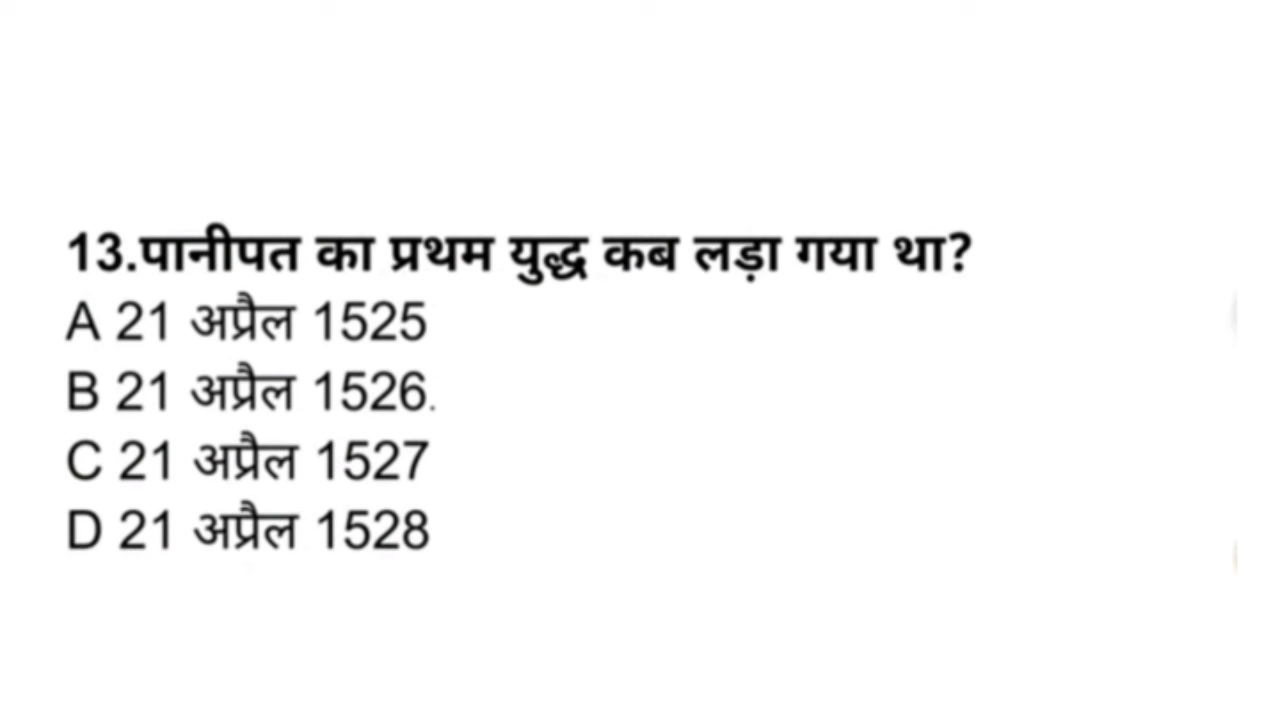 13.पानीपत का प्रथम युद्ध कब लड़ा गया था?
A 21 अप्रैल 1525
B 21 अप्रैल 1526.
C 21 अप्रैल 1527
D 21 अप्रैल 1528